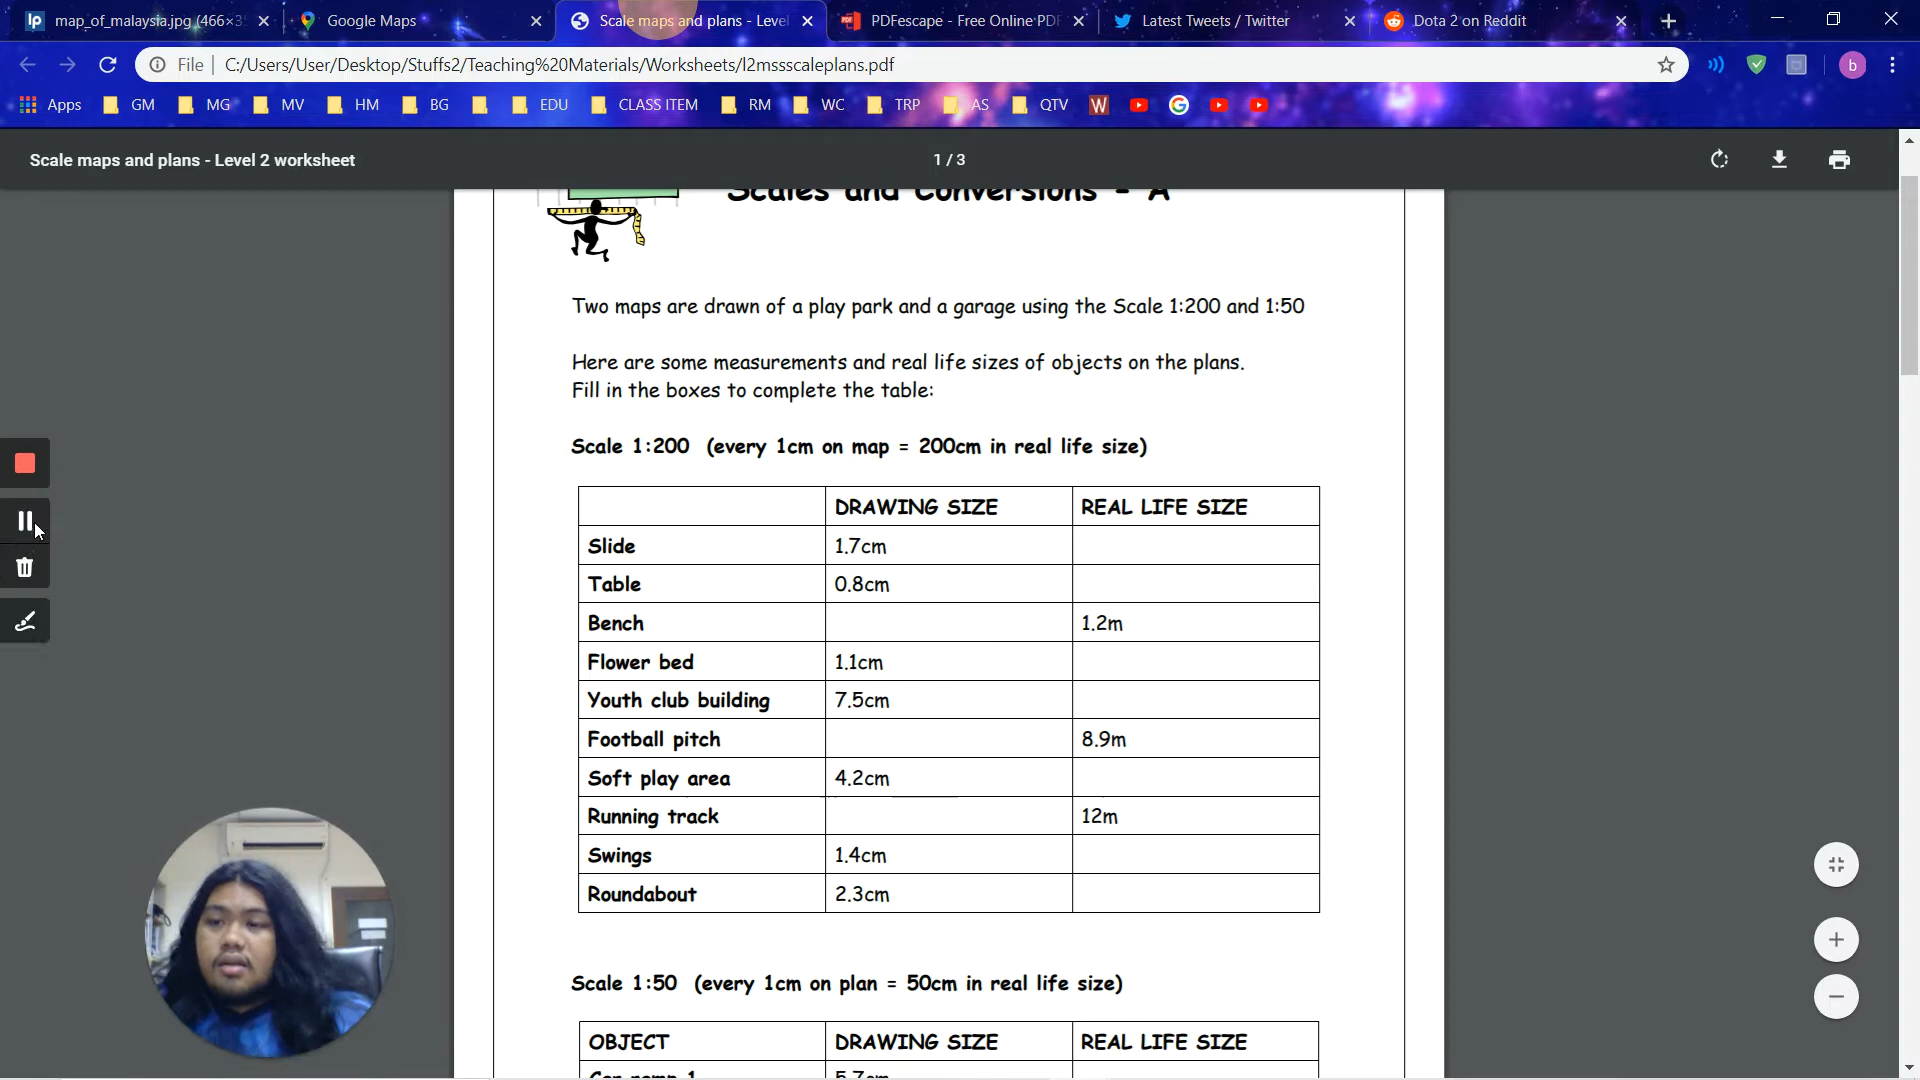 map_of_malaysia.jpg (466×3
Google Maps
Scale maps and plans - Level
PDFescape - Free Online PDF
Latest Tweets / Twitter
Dota 2 on Reddit
File | C:/Users/User/Desktop/Stuffs2/Teaching%20Materials/Worksheets/l2mssscaleplans.pdf
b
Apps GM MG MV HM BG EDU CLASS ITEM RM WC TRP AS QTV
Scale maps and plans - Level 2 worksheet
1 / 3
Scales and Conversions - A
Two maps are drawn of a play park and a garage using the Scale 1:200 and 1:50
Here are some measurements and real life sizes of objects on the plans.
Fill in the boxes to complete the table:
Scale 1:200 (every 1cm on map = 200cm in real life size)
DRAWING SIZE REAL LIFE SIZE
Slide 1.7cm
Table 0.8cm
Bench 1.2m
Flower bed 1.1cm
Youth club building 7.5cm
Football pitch 8.9m
Soft play area 4.2cm
Running track 12m
Swings 1.4cm
Roundabout 2.3cm
Scale 1:50 (every 1cm on plan = 50cm in real life size)
OBJECT DRAWING SIZE REAL LIFE SIZE
Car ramp 1 5.7cm